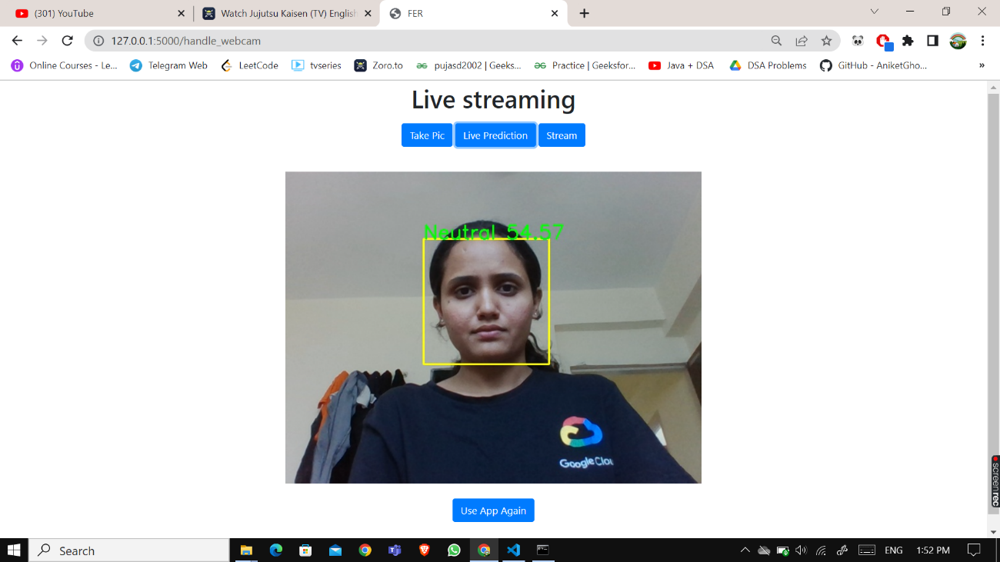 (301) YouTube
Watch Jujutsu Kaisen (TV) English
FER
127.0.0.1:5000/handle_webcam
Online Courses - Le...
Telegram Web
LeetCode
tvseries
Zoro.to
pujasd2002 | Geeks...
Practice | Geeksfor...
Java + DSA
DSA Problems
GitHub - AniketGho...
»
Live streaming
Take Pic
Live Prediction
Stream
Neutral 54.57
Google Clou
screenrec
Use App Again
Search
ENG
1:52 PM